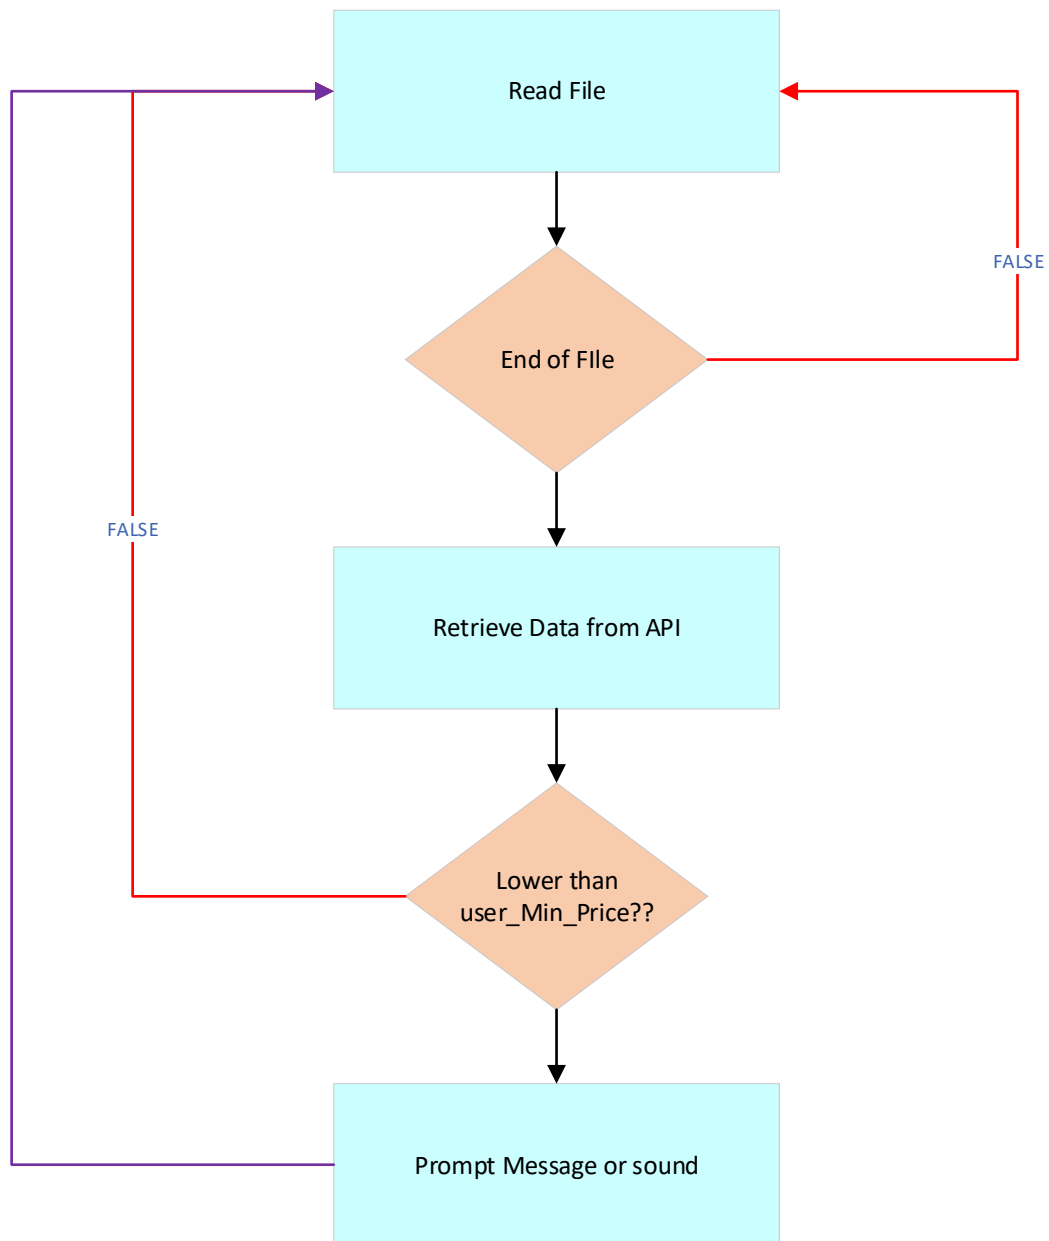 Read File
FALSE
End of FIle
FALSE
Retrieve Data from API
Lower than
user_Min_Price??
Prompt Message or sound